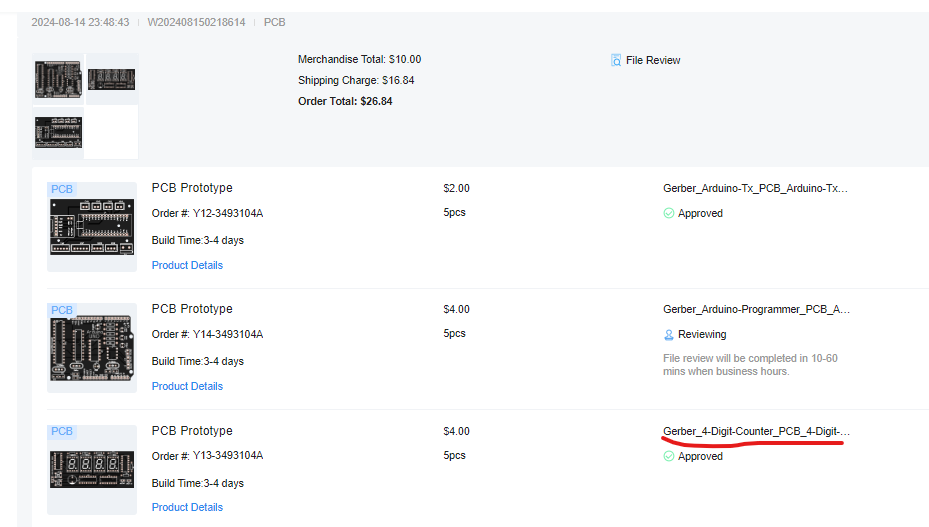 2024-08-14 23:48:43 | W202408150218614 | PCB
Merchandise Total: $10.00
File Review
Shipping Charge: $16.84
Order Total: $26.84
PCB
PCB Prototype
$2.00
Gerber_Arduino-Tx_PCB_Arduino-Tx...
Order #: Y12-3493104A
5pcs
Approved
Build Time:3-4 days
Product Details
PCB
PCB Prototype
$4.00
Gerber_Arduino-Programmer_PCB_A...
Order #: Y14-3493104A
5pcs
Reviewing
Build Time:3-4 days
File review will be completed in 10-60
mins when business hours.
Product Details
PCB
PCB Prototype
$4.00
Gerber_4-Digit-Counter_PCB_4-Digit-...
Order #: Y13-3493104A
5pcs
Approved
Build Time:3-4 days
Product Details